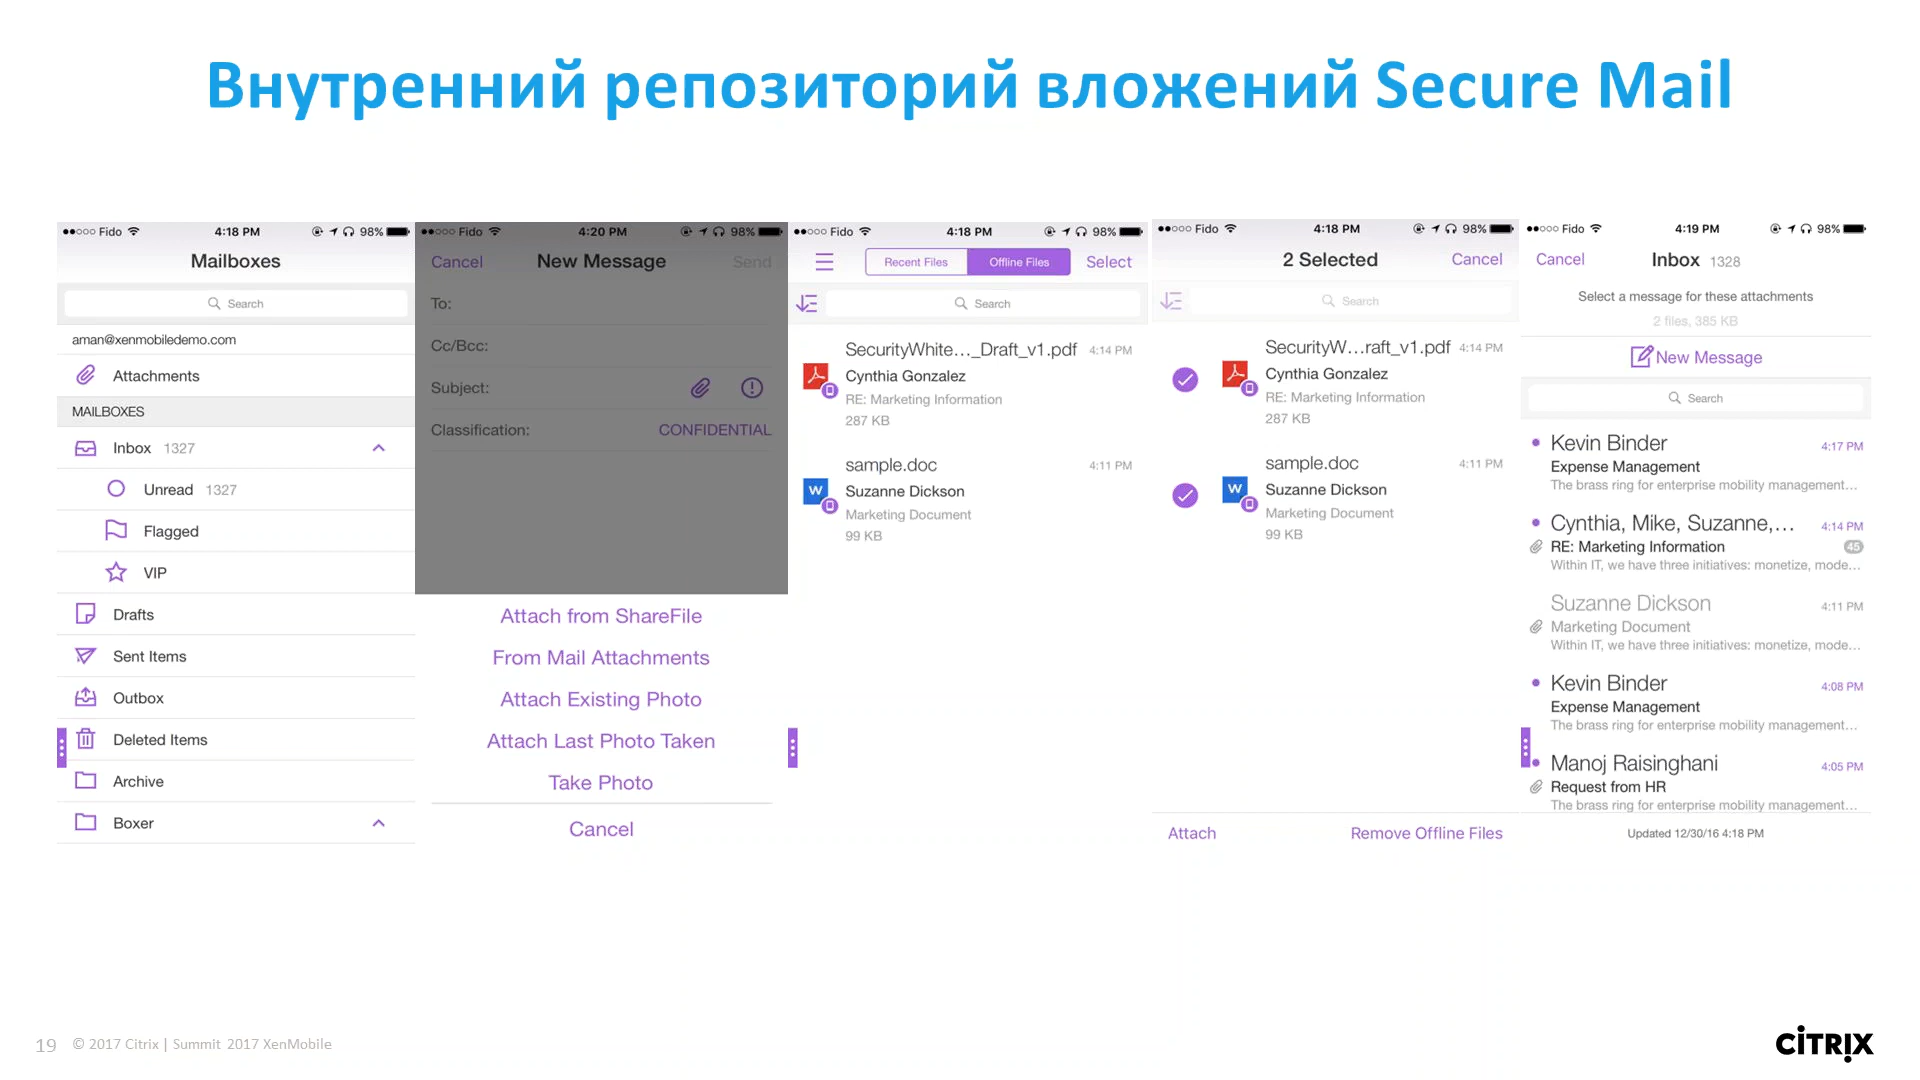 Внутренний репозиторий вложений Secure Mail
Fido 4:18 PM 98%
Mailboxes
Search
aman@xenmobiledemo.com
Attachments
MAILBOXES
Inbox 1327
Unread 1327
Flagged
VIP
Drafts
Sent Items
Outbox
Deleted Items
Archive
Boxer
Fido 4:20 PM 98%
Cancel New Message Send
To:
Cc/Bcc:
Subject:
Classification: CONFIDENTIAL
Attach from ShareFile
From Mail Attachments
Attach Existing Photo
Attach Last Photo Taken
Take Photo
Cancel
Fido 4:18 PM 98%
Recent Files Offline Files Select
Search
SecurityWhite..._Draft_v1.pdf 4:14 PM
Cynthia Gonzalez
RE: Marketing Information
287 KB
sample.doc 4:11 PM
W
Suzanne Dickson
Marketing Document
99 KB
Fido 4:18 PM 98%
2 Selected Cancel
Search
SecurityW...raft_v1.pdf 4:14 PM
Cynthia Gonzalez
RE: Marketing Information
287 KB
sample.doc 4:11 PM
W
Suzanne Dickson
Marketing Document
99 KB
Attach Remove Offline Files
Fido 4:19 PM 98%
Cancel Inbox 1328
Select a message for these attachments
2 files, 385 KB
New Message
Search
Kevin Binder 4:17 PM
Expense Management
The brass ring for enterprise mobility management...
Cynthia, Mike, Suzanne,... 4:14 PM
RE: Marketing Information 45
Within IT, we have three initiatives: monetize, mode...
Suzanne Dickson 4:11 PM
Marketing Document
Within IT, we have three initiatives: monetize, mode...
Kevin Binder 4:08 PM
Expense Management
The brass ring for enterprise mobility management...
Manoj Raisinghani 4:05 PM
Request from HR
The brass ring for enterprise mobility management...
Updated 12/30/16 4:18 PM
19 © 2017 Citrix | Summit 2017 XenMobile
CİTRIX